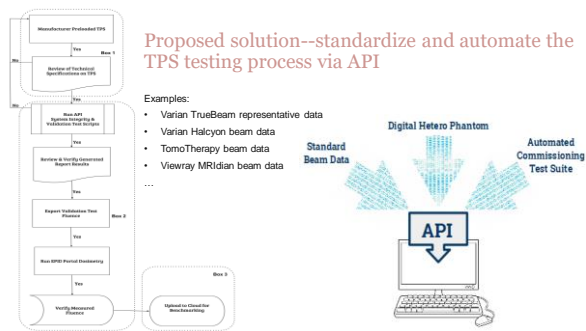 Proposed solution--standardize and automate the
TPS testing process via API
Manufacturer Preloaded TPS
Yes
Box 1
No
Review of Technical
Specifications on TPS
Yes
No
Run API
System Integrity &
Validation Test Scripts
Yes
Review & Verify Generated
Report Results
Yes
Export Validation Test
Fluence
Box 2
Yes
Run EPID Portal Dosimetry
Yes
Verify Measured
Fluence
Box 3
Upload to Cloud for
Benchmarking
Examples:
• Varian TrueBeam representative data
• Varian Halcyon beam data
• TomoTherapy beam data
• Viewray MRIdian beam data
…
Digital Hetero Phantom
Standard
Beam Data
Automated
Commissioning
Test Suite
API